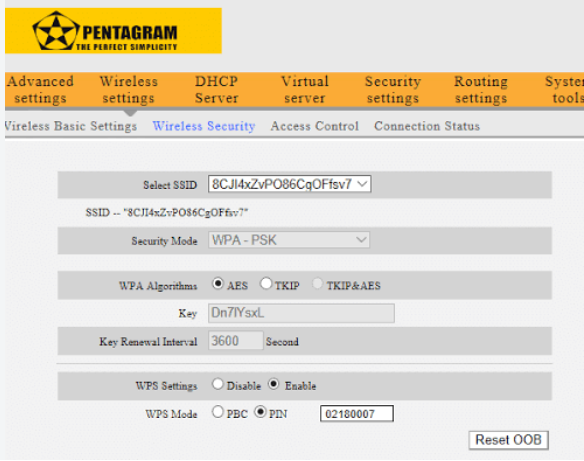 PENTAGRAM
THE PERFECT SIMPLICITY
Advanced settings Wireless settings DHCP Server Virtual server Security settings Routing settings System tools
Wireless Basic Settings Wireless Security Access Control Connection Status
Select SSID 8CJI4xZvPO86CgOFfsv7
SSID -- "8CJI4xZvPO86CgOFfsv7"
Security Mode WPA - PSK
WPA Algorithms AES TKIP TKIP&AES
Key Dn7IYsxL
Key Renewal Interval 3600 Second
WPS Settings Disable Enable
WPS Mode PBC PIN 02180007
Reset OOB